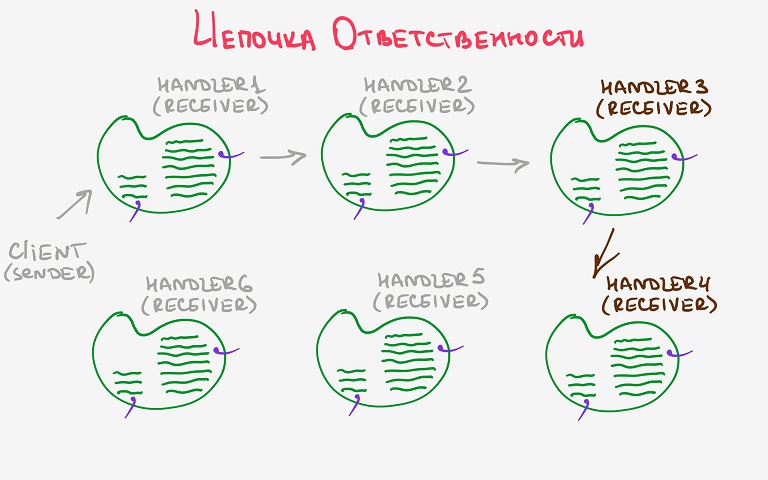 Цепочка Ответственности
HANDLER1
(RECEIVER)
HANDLER2
(RECEIVER)
HANDLER3
(RECEIVER)
CLiENT
(SENDER)
HANDLER6
(RECEIVER)
HANDLER5
(RECEIVER)
HANDLER4
(RECEIVER)